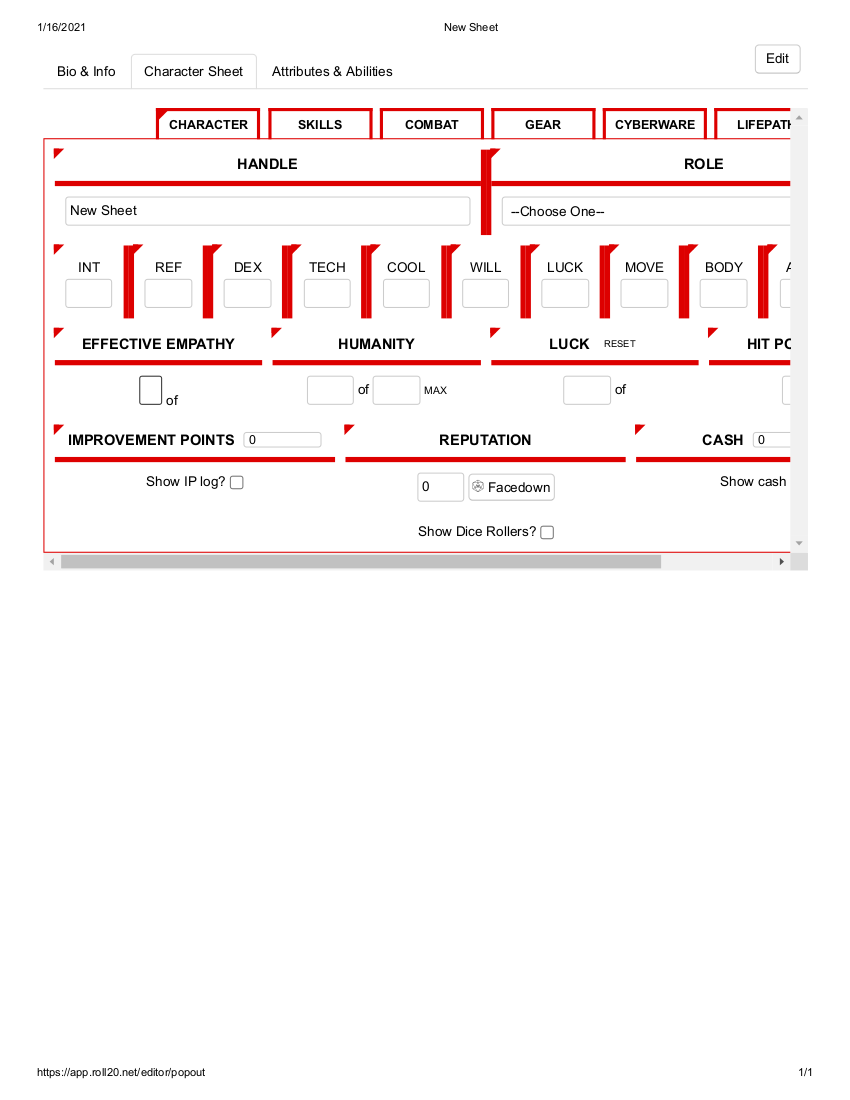 1/16/2021 New Sheet
Edit
Bio & Info Character Sheet Attributes & Abilities
CHARACTER SKILLS COMBAT GEAR CYBERWARE LIFEPATH
HANDLE ROLE
New Sheet --Choose One--
INT REF DEX TECH COOL WILL LUCK MOVE BODY
EFFECTIVE EMPATHY HUMANITY LUCK RESET HIT PO
of of MAX of
IMPROVEMENT POINTS 0 REPUTATION CASH 0
Show IP log? 0 Facedown Show cash
Show Dice Rollers?
https://app.roll20.net/editor/popout 1/1